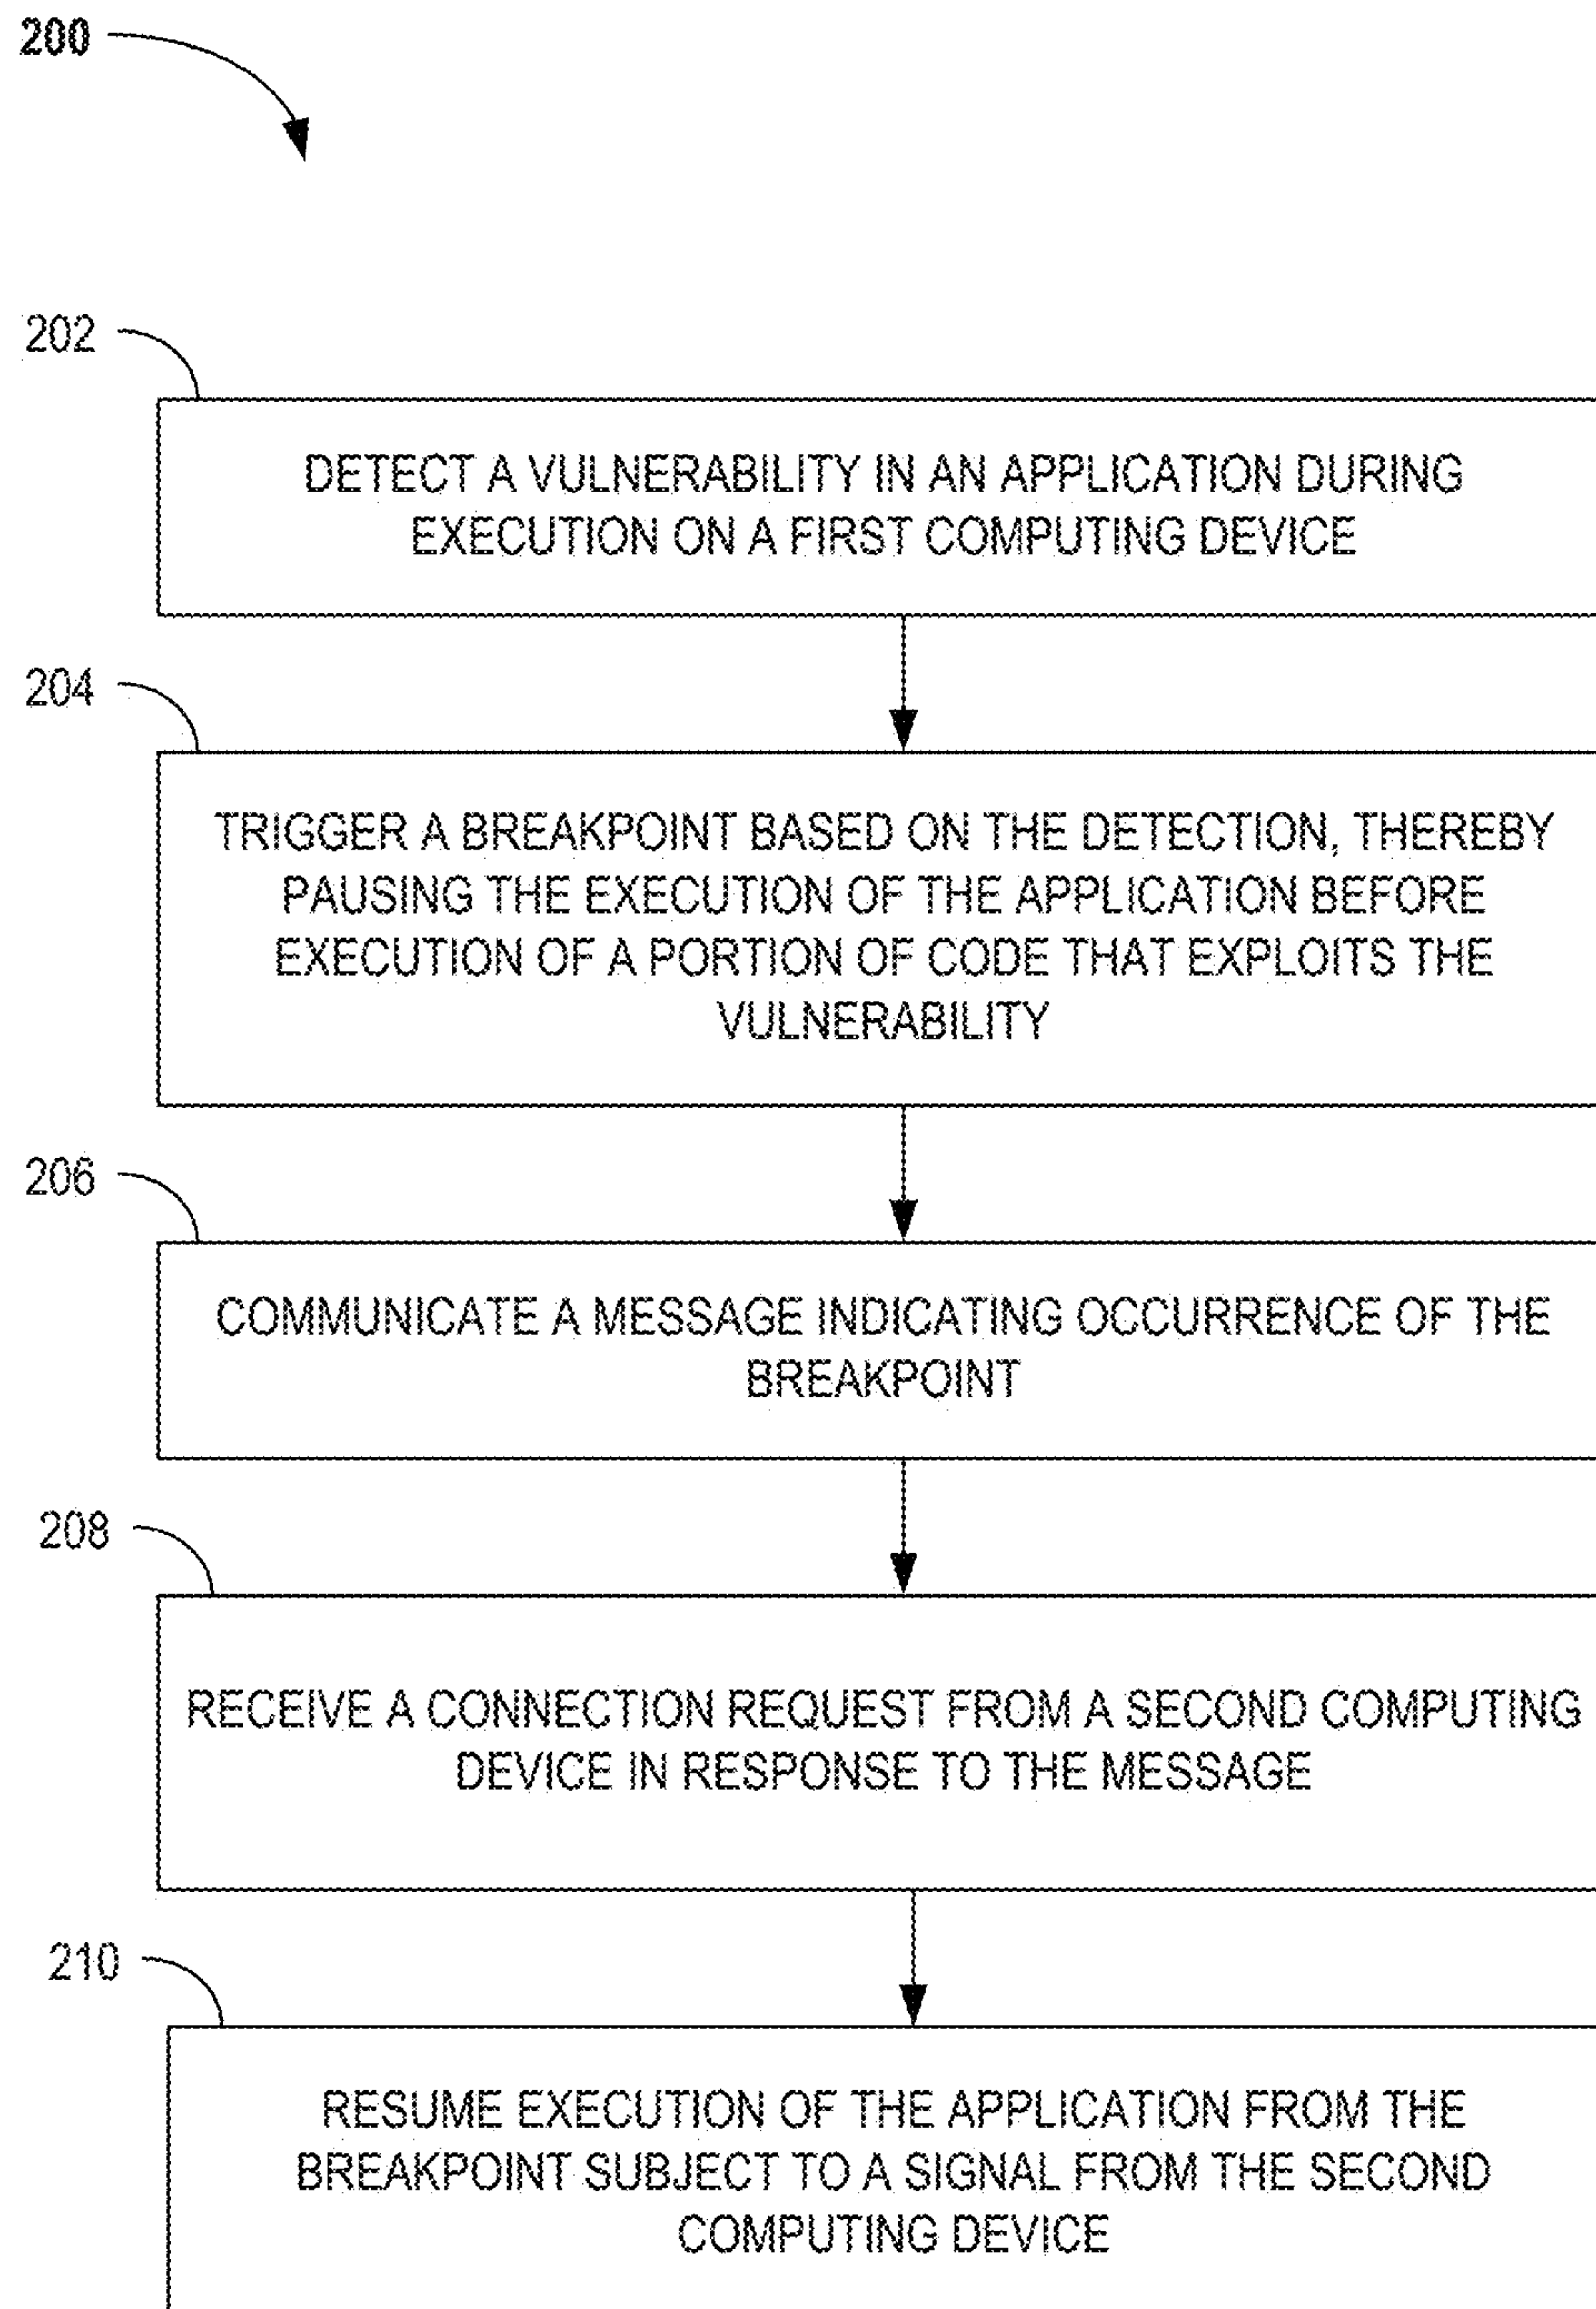 200
202
DETECT A VULNERABILITY IN AN APPLICATION DURING
EXECUTION ON A FIRST COMPUTING DEVICE
204
TRIGGER A BREAKPOINT BASED ON THE DETECTION, THEREBY
PAUSING THE EXECUTION OF THE APPLICATION BEFORE
EXECUTION OF A PORTION OF CODE THAT EXPLOITS THE
VULNERABILITY
206
COMMUNICATE A MESSAGE INDICATING OCCURRENCE OF THE
BREAKPOINT
208
RECEIVE A CONNECTION REQUEST FROM A SECOND COMPUTING
DEVICE IN RESPONSE TO THE MESSAGE
210
RESUME EXECUTION OF THE APPLICATION FROM THE
BREAKPOINT SUBJECT TO A SIGNAL FROM THE SECOND
COMPUTING DEVICE